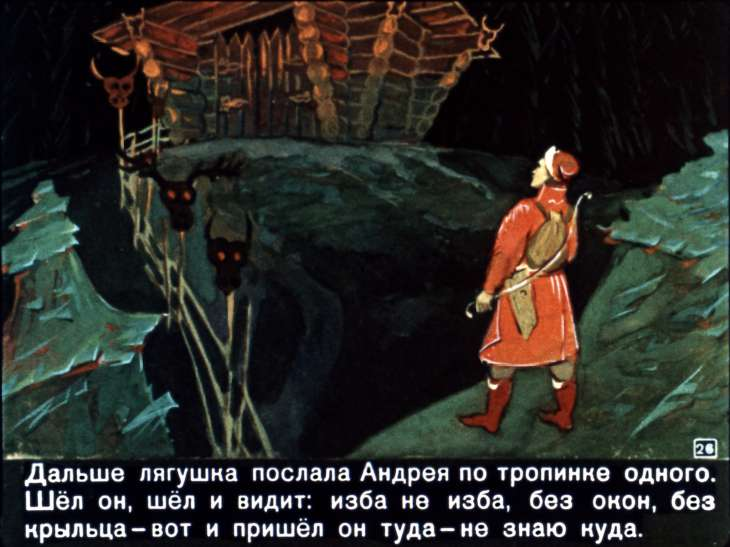 26
Дальше лягушка послала Андрея по тропинке одного.
Шёл он, шёл и видит: изба не изба, без окон, без
крыльца–вот и пришёл он туда–не знаю куда.